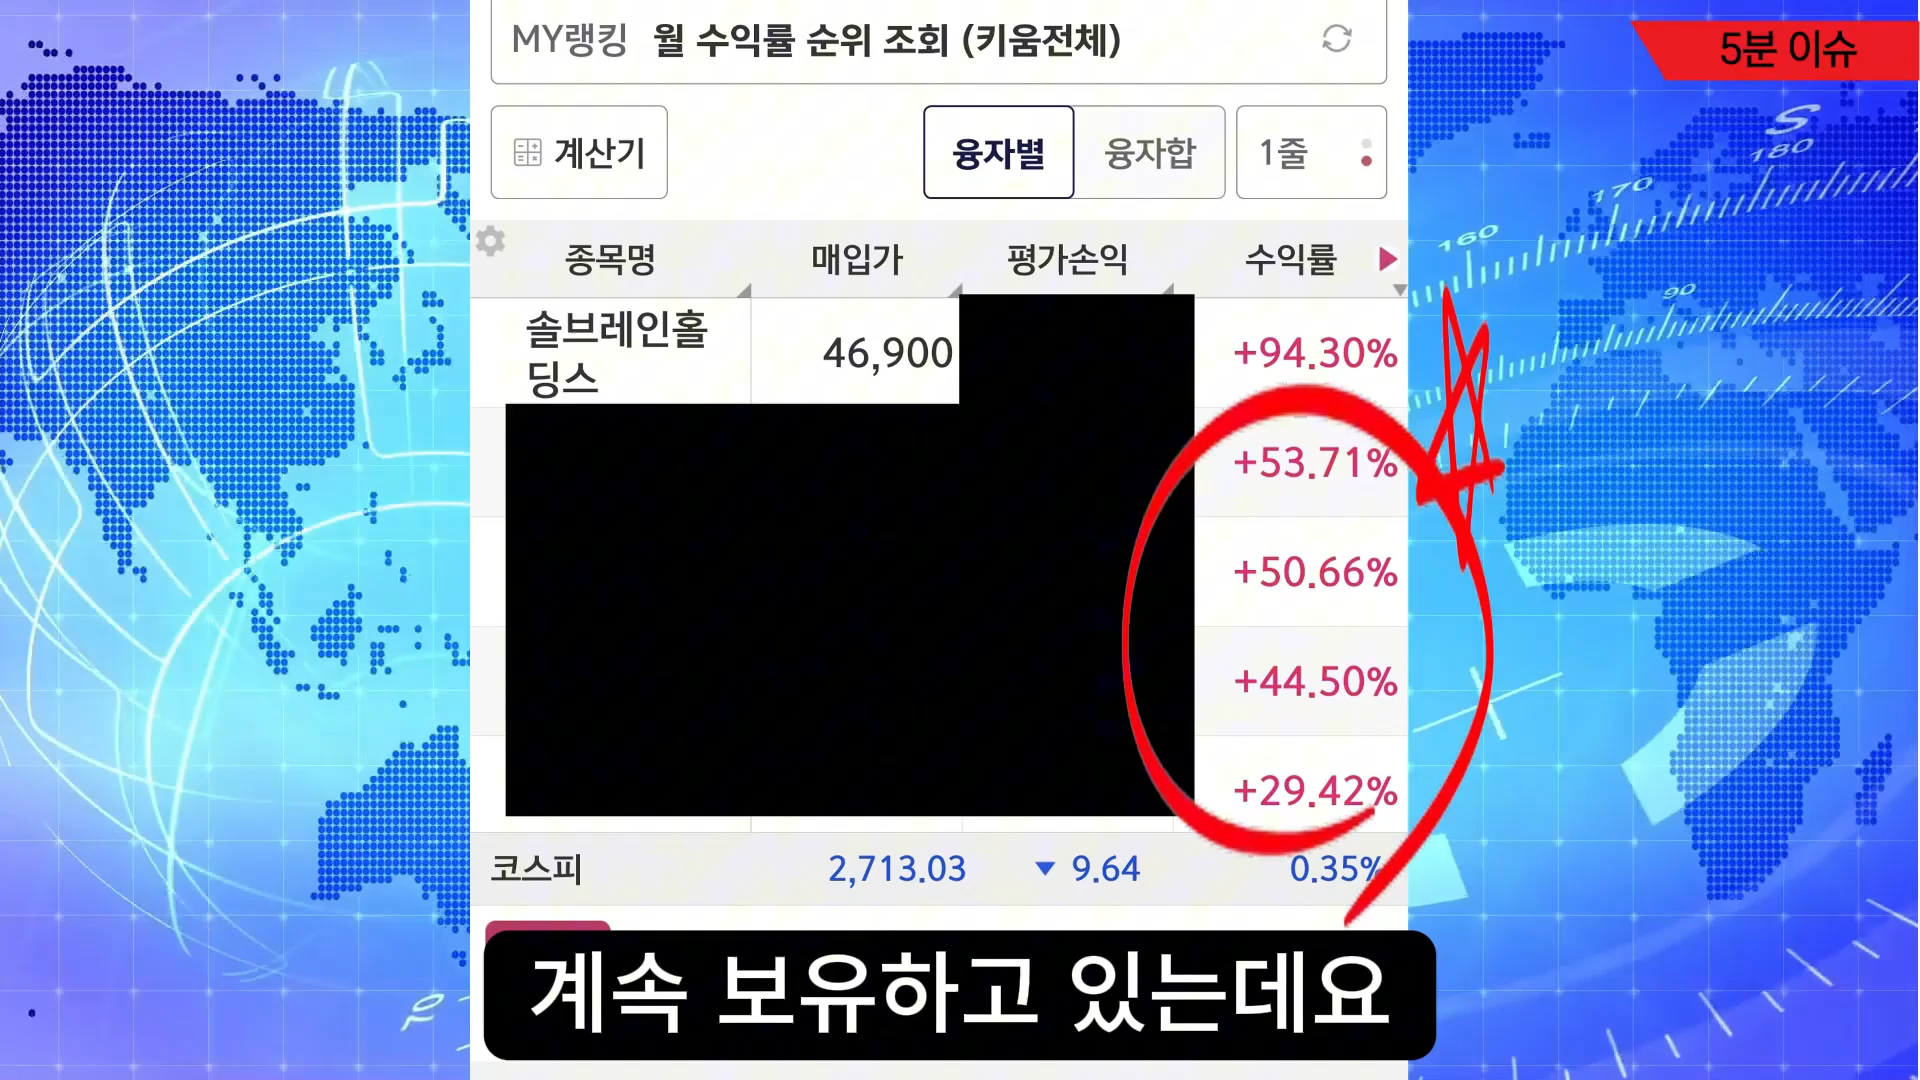 MY랭킹 월 수익률 순위 조회 (키움전체)
5분 이슈
계산기 융자별 융자합 1줄
종목명 매입가 평가손익 수익률
솔브레인홀
딩스
46,900 +94.30%
+53.71%
+50.66%
+44.50%
+29.42%
코스피 2,713.03 ▼ 9.64 0.35%
계속 보유하고 있는데요
S
180
170
160
90